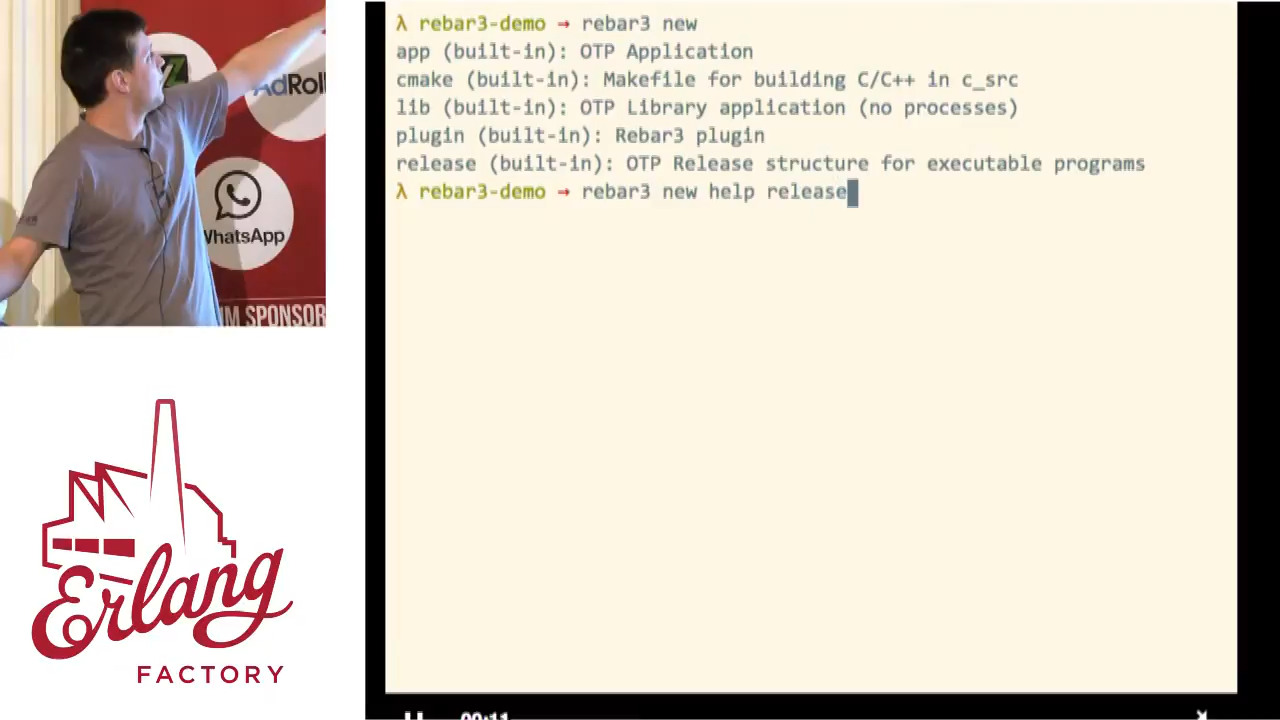 AdRoll
WhatsApp
UM SPONSOR
λ rebar3-demo → rebar3 new
app (built-in): OTP Application
cmake (built-in): Makefile for building C/C++ in c_src
lib (built-in): OTP Library application (no processes)
plugin (built-in): Rebar3 plugin
release (built-in): OTP Release structure for executable programs
λ rebar3-demo → rebar3 new help release
Erlang
FACTORY